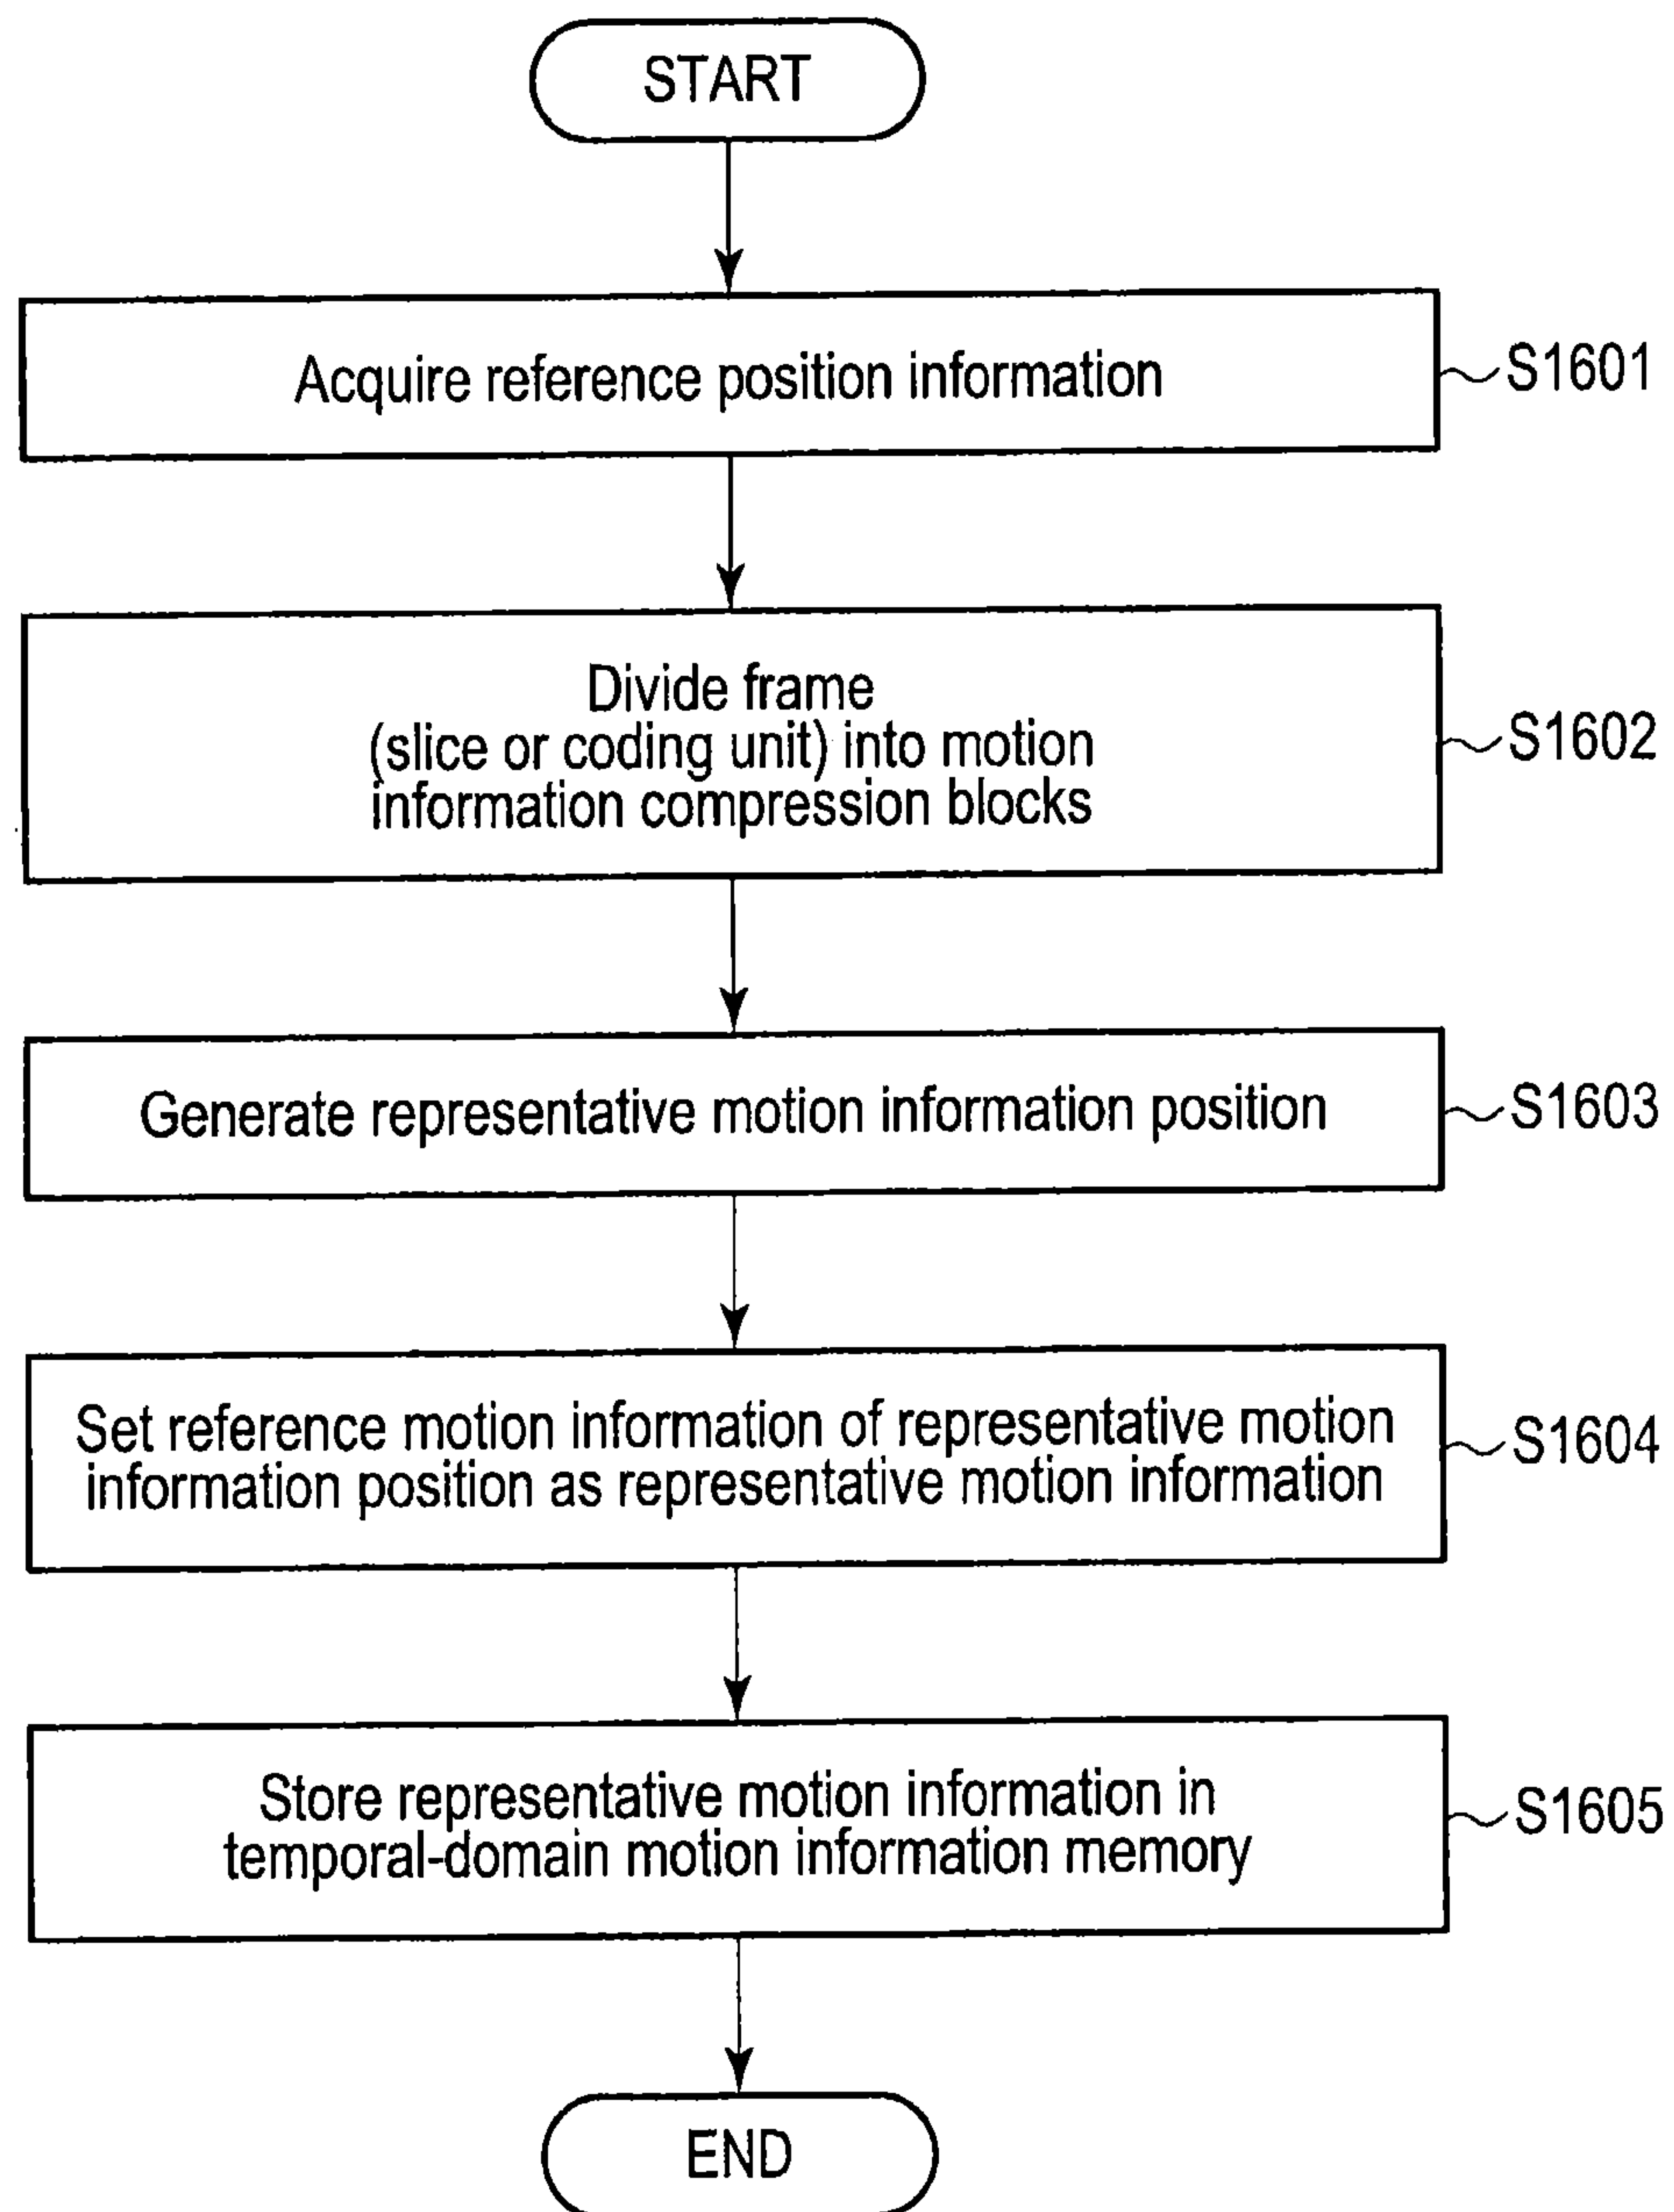 START
Acquire reference position information
S1601
Divide frame
(slice or coding unit) into motion
information compression blocks
S1602
Generate representative motion information position
S1603
Set reference motion information of representative motion
information position as representative motion information
S1604
Store representative motion information in
temporal-domain motion information memory
S1605
END